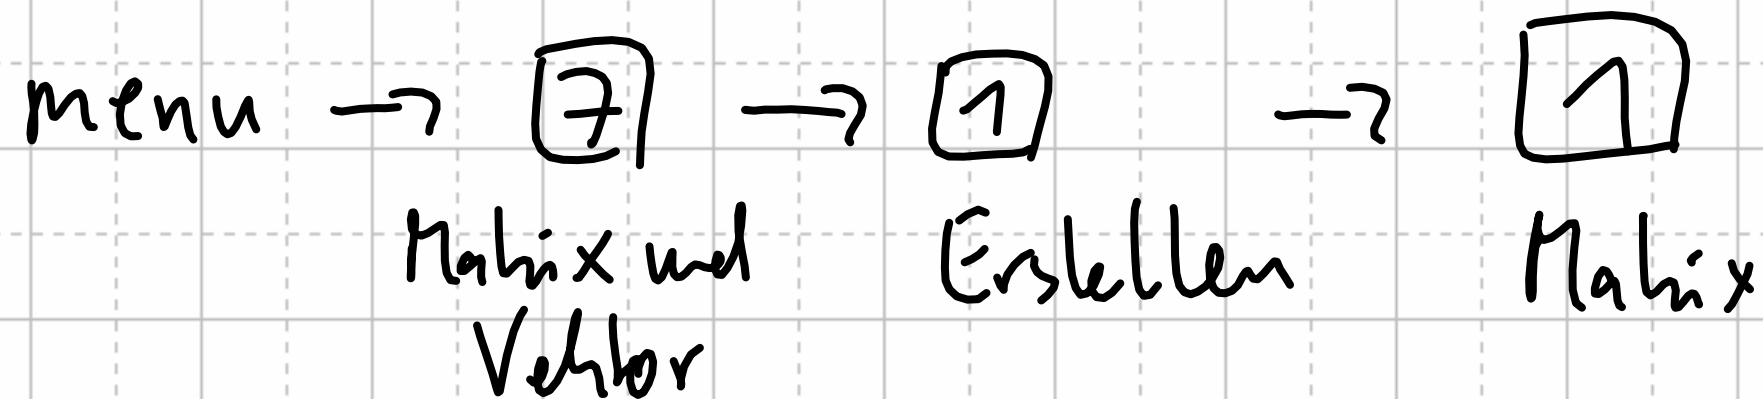 menu → 7 → 1 → 1
Matrix und Erstellen Matrix
Vektor